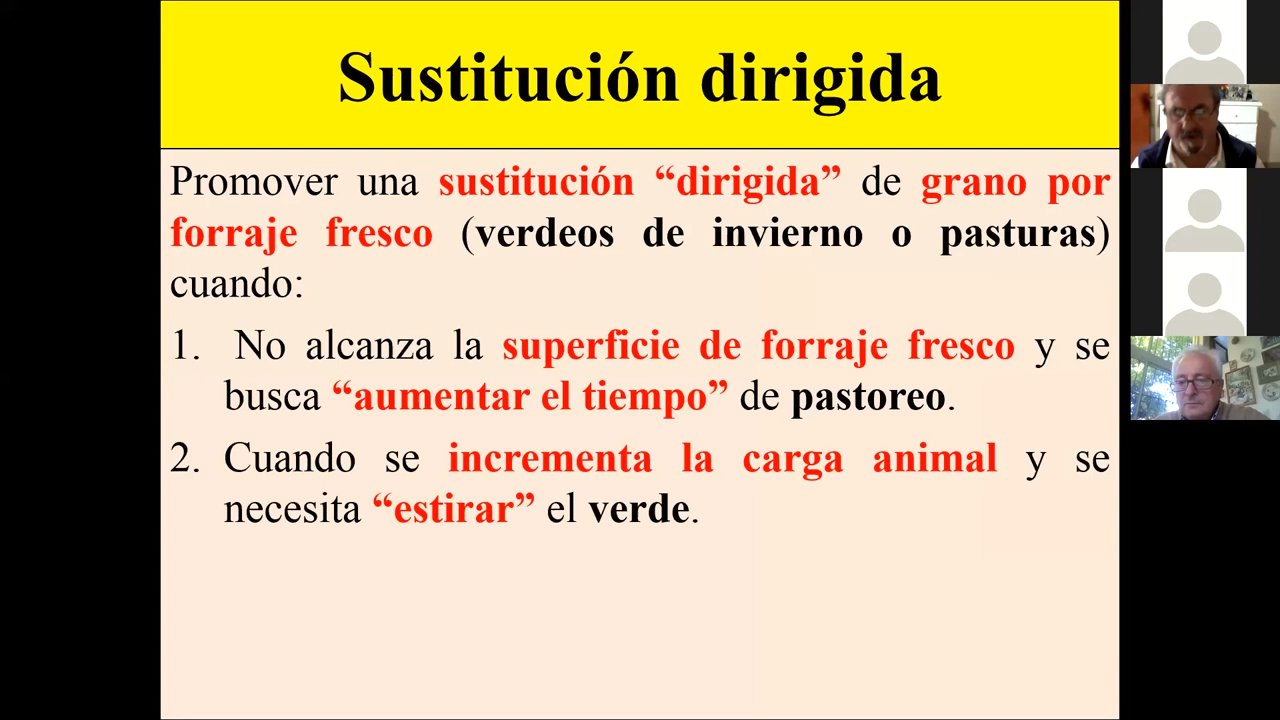 Sustitución dirigida
Promover una sustitución “dirigida” de grano por
forraje fresco (verdeos de invierno o pasturas)
cuando:
1. No alcanza la superficie de forraje fresco y se
busca “aumentar el tiempo” de pastoreo.
2. Cuando se incrementa la carga animal y se
necesita “estirar” el verde.